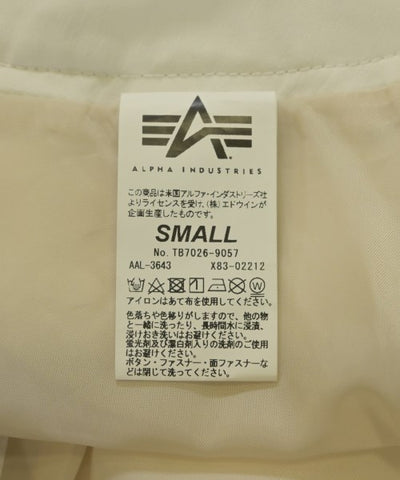 ALPHA INDUSTRIES
この商品は米国アルファ・インダストリーズ社
よりライセンスを受け、(株)エドウインが
企画生産したものです。
SMALL
No. TB7026-9057
AAL-3643 X83-02212
アイロンはあて布を使用してください。
色落ちや色移りがしますので、他の物
と一緒に洗ったり、長時間水に浸漬、
浸けおき洗いはお避けください。
蛍光剤及び漂白剤入りの洗剤のご使用
はお避けください。
ボタン・ファスナー・面ファスナーな
どは閉じて洗ってください。